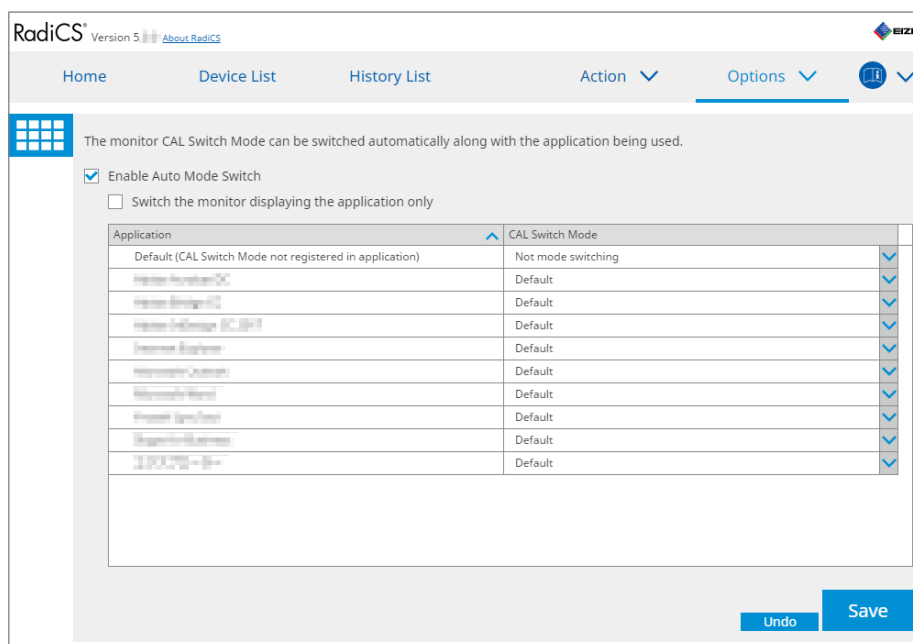 RadiCS® Version 5. About RadiCS
EIZ
Home Device List History List Action Options
The monitor CAL Switch Mode can be switched automatically along with the application being used.
Enable Auto Mode Switch
Switch the monitor displaying the application only
Application CAL Switch Mode
Default (CAL Switch Mode not registered in application) Not mode switching
Default
Default
Default
Default
Default
Default
Default
Default
Default
Save
Undo